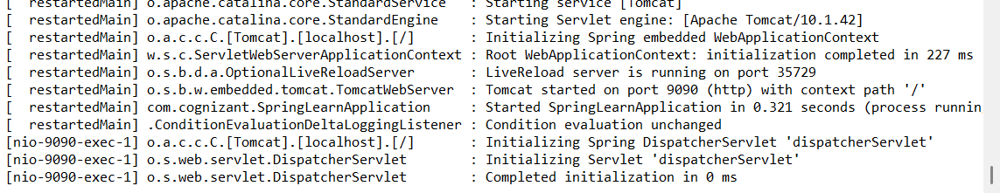 [  restartedMain] o.apache.catalina.core.StandardService   : Starting service [Tomcat]
[  restartedMain] o.apache.catalina.core.StandardEngine    : Starting Servlet engine: [Apache Tomcat/10.1.42]
[  restartedMain] o.a.c.c.C.[Tomcat].[localhost].[/]       : Initializing Spring embedded WebApplicationContext
[  restartedMain] w.s.c.ServletWebServerApplicationContext : Root WebApplicationContext: initialization completed in 227 ms
[  restartedMain] o.s.b.d.a.OptionalLiveReloadServer       : LiveReload server is running on port 35729
[  restartedMain] o.s.b.w.embedded.tomcat.TomcatWebServer  : Tomcat started on port 9090 (http) with context path '/'
[  restartedMain] com.cognizant.SpringLearnApplication     : Started SpringLearnApplication in 0.321 seconds (process runnin
[  restartedMain] .ConditionEvaluationDeltaLoggingListener : Condition evaluation unchanged
[nio-9090-exec-1] o.a.c.c.C.[Tomcat].[localhost].[/]       : Initializing Spring DispatcherServlet 'dispatcherServlet'
[nio-9090-exec-1] o.s.web.servlet.DispatcherServlet        : Initializing Servlet 'dispatcherServlet'
[nio-9090-exec-1] o.s.web.servlet.DispatcherServlet        : Completed initialization in 0 ms